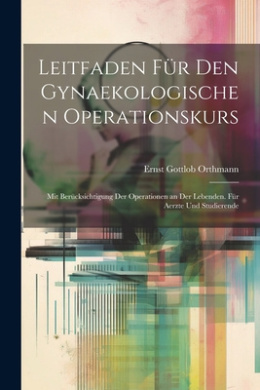 Leitfaden Für Den
Gynaekologische
n Operationskurs
Ernst Gottlob Orthmann
Mit Berücksichtigung Der Operationen an Der Lebenden. Für
Aerzte Und Studierende